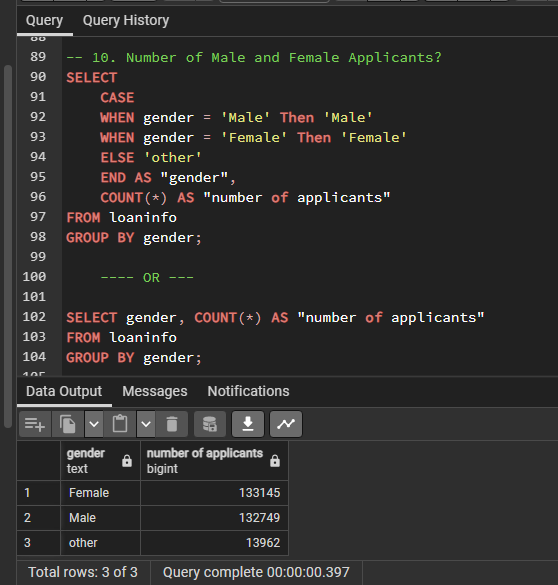 Query Query History
88
89 -- 10. Number of Male and Female Applicants?
90 SELECT
91 CASE
92 WHEN gender = 'Male' Then 'Male'
93 WHEN gender = 'Female' Then 'Female'
94 ELSE 'other'
95 END AS "gender",
96 COUNT(*) AS "number of applicants"
97 FROM loaninfo
98 GROUP BY gender;
99
100 ---- OR ---
101
102 SELECT gender, COUNT(*) AS "number of applicants"
103 FROM loaninfo
104 GROUP BY gender;
105
Data Output Messages Notifications
gender number of applicants
text bigint
1 Female 133145
2 Male 132749
3 other 13962
Total rows: 3 of 3 Query complete 00:00:00.397